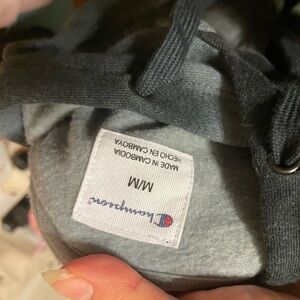 Champion
M/M
MADE IN CAMBODIA
HECHO EN CAMBOYA